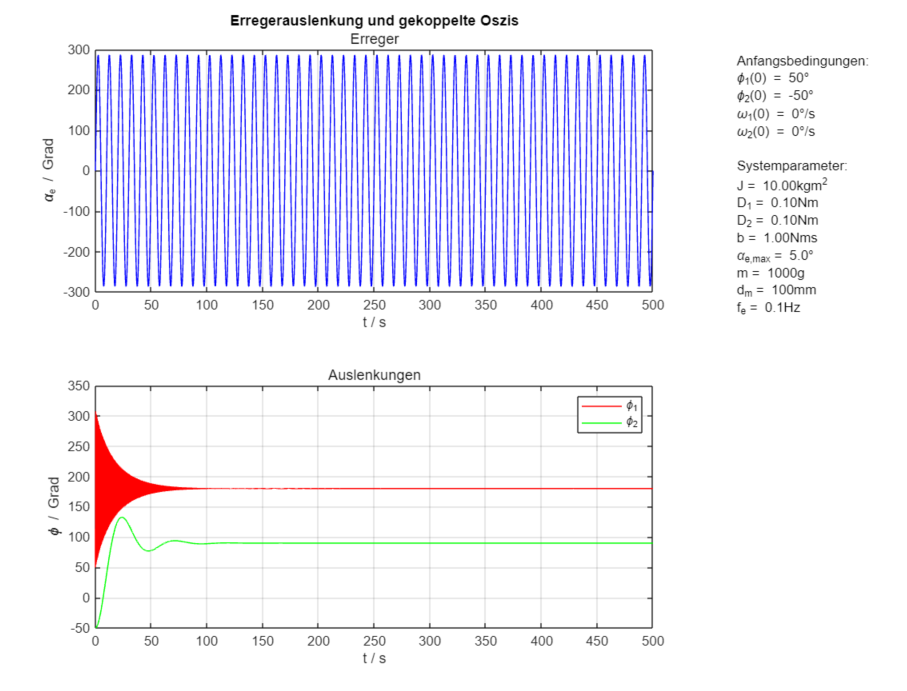 Erregerauslenkung und gekoppelte Oszis
Erreger
300
200
100
0
-100
-200
-300
αe / Grad
0 50 100 150 200 250 300 350 400 450 500
t / s
Anfangsbedingungen:
ϕ1(0) = 50°
ϕ2(0) = -50°
ω1(0) = 0°/s
ω2(0) = 0°/s
Systemparameter:
J = 10.00kgm²
D1 = 0.10Nm
D2 = 0.10Nm
b = 1.00Nms
αe,max = 5.0°
m = 1000g
dm = 100mm
fe = 0.1Hz
Auslenkungen
350
300
250
200
150
100
50
0
-50
ϕ / Grad
ϕ1
ϕ2
0 50 100 150 200 250 300 350 400 450 500
t / s